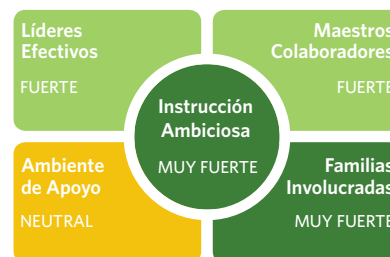 Líderes
Efectivos
FUERTE
Maestros
Colaboradores
FUERTE
Instrucción
Ambiciosa
MUY FUERTE
Ambiente
de Apoyo
NEUTRAL
Familias
Involucradas
MUY FUERTE